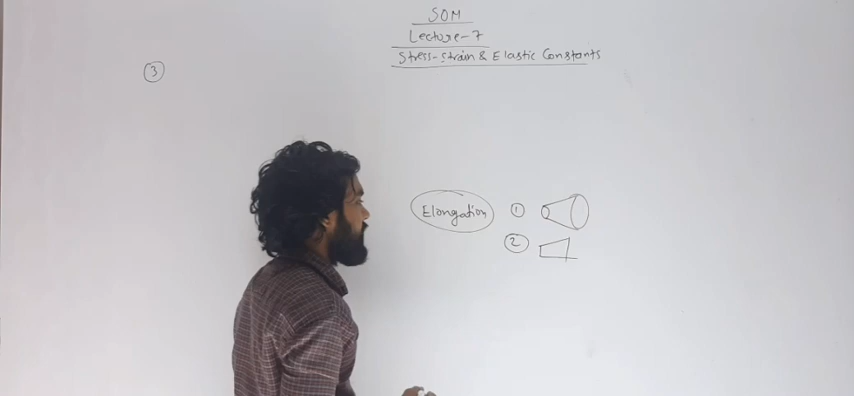 SOM
Lecture-7
Stress-strain & Elastic Constants
3
Elongation 1
2